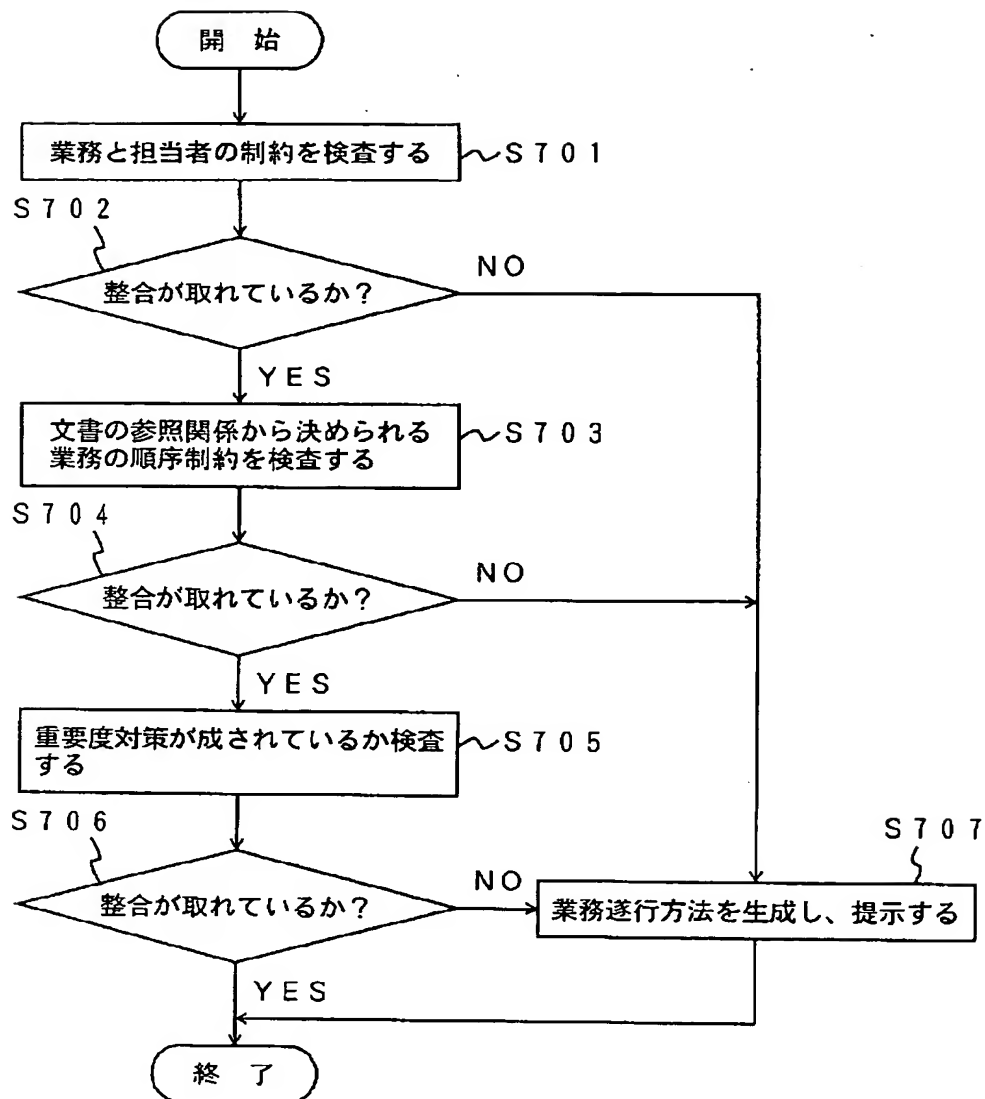 開　始
業務と担当者の制約を検査する
S701
S702
整合が取れているか？
NO
YES
文書の参照関係から決められる
業務の順序制約を検査する
S703
S704
整合が取れているか？
NO
YES
重要度対策が成されているか検査
する
S705
S706
整合が取れているか？
NO
S707
業務遂行方法を生成し、提示する
YES
終　了